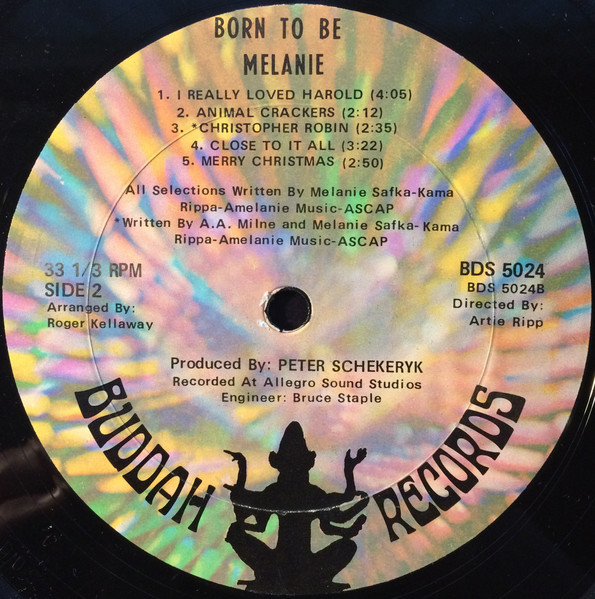 BORN TO BE
MELANIE
1. I REALLY LOVED HAROLD (4:05)
2. ANIMAL CRACKERS (2:12)
3. *CHRISTOPHER ROBIN (2:35)
4. CLOSE TO IT ALL (3:22)
5. MERRY CHRISTMAS (2:50)
All Selections Written By Melanie Safka-Kama
Rippa-Amelanie Music-ASCAP
*Written By A.A. Milne and Melanie Safka-Kama
Rippa-Amelanie Music-ASCAP
33 1/3 RPM
SIDE 2
Arranged By:
Roger Kellaway
BDS 5024
BDS 5024B
Directed By:
Artie Ripp
Produced By: PETER SCHEKERYK
Recorded At Allegro Sound Studios
Engineer: Bruce Staple
BUDDAH RECORDS